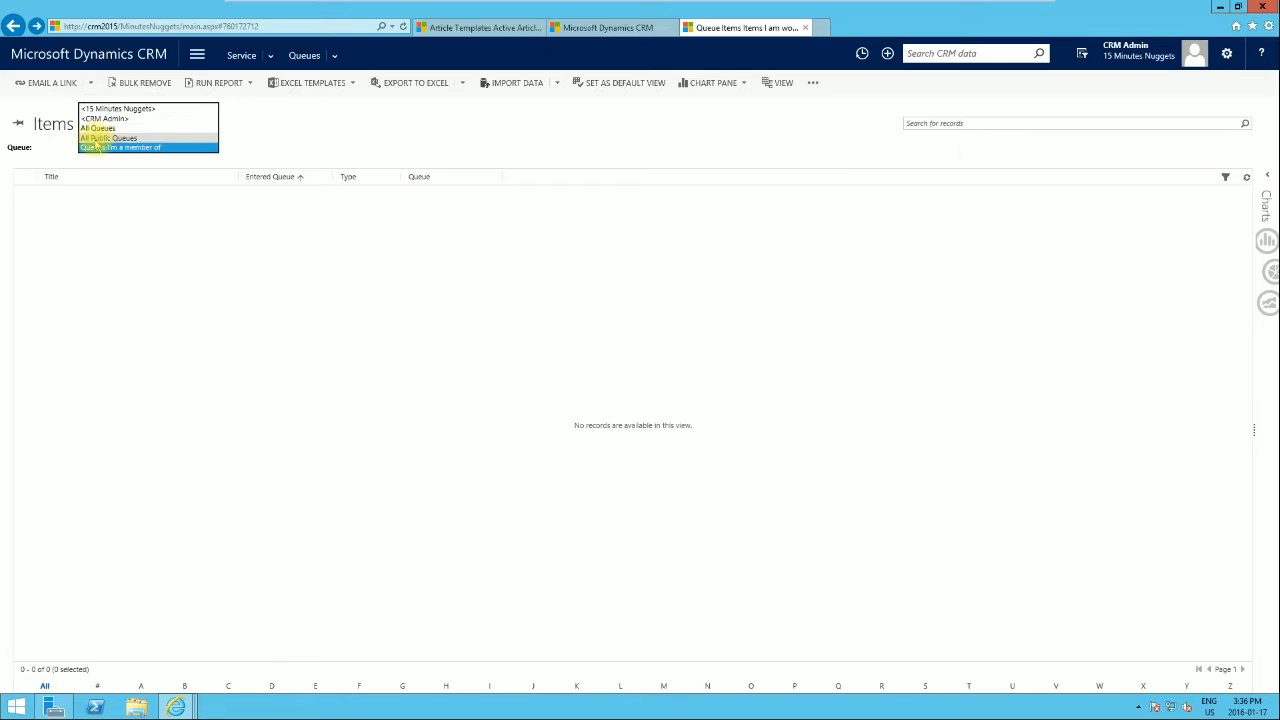 http://crm2015/MinutesNuggets/main.aspx#760172712
Article Templates Active Articl...
Microsoft Dynamics CRM
Queue Items Items I am wo...
Microsoft Dynamics CRM
Service
Queues
Search CRM data
CRM Admin
15 Minutes Nuggets
?
EMAIL A LINK
BULK REMOVE
RUN REPORT
EXCEL TEMPLATES
EXPORT TO EXCEL
IMPORT DATA
SET AS DEFAULT VIEW
CHART PANE
VIEW
Items
<15 Minutes Nuggets>
<CRM Admin>
All Queues
All Public Queues
Queues I'm a member of
Search for records
Queue:
Title
Entered Queue
Type
Queue
Charts
No records are available in this view.
0 - 0 of 0 (0 selected)
Page 1
All # A B C D E F G H I J K L M N O P Q R S T U V W X Y Z
ENG
US
3:36 PM
2016-01-17